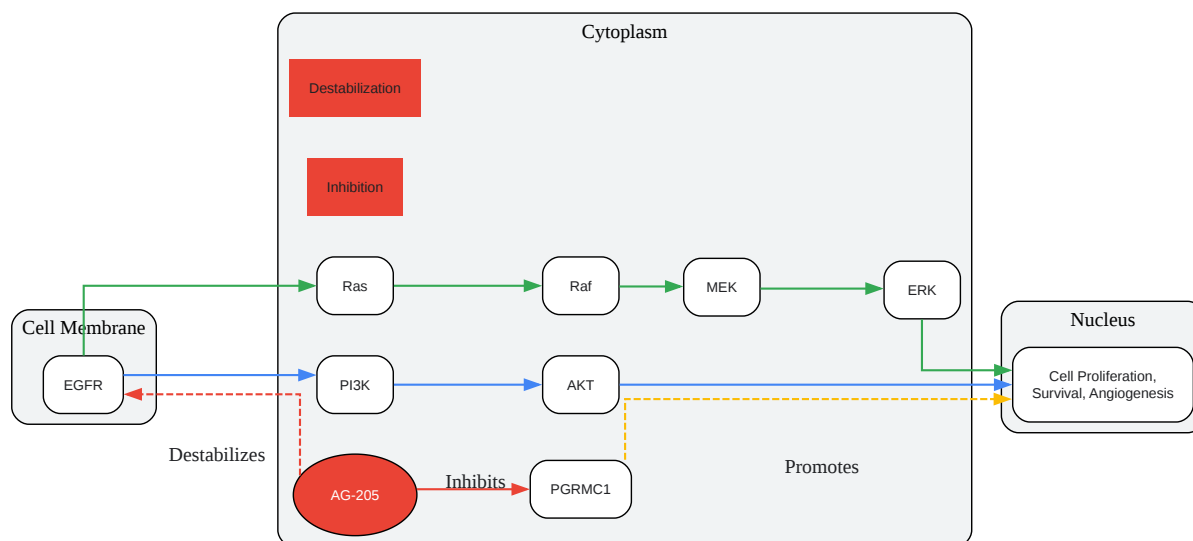 Cytoplasm
Destabilization
Inhibition
Ras
Raf
MEK
ERK
Cell Membrane
Nucleus
EGFR
PI3K
AKT
Cell Proliferation,
Survival, Angiogenesis
Destabilizes
Inhibits
Promotes
AG-205
PGRMC1